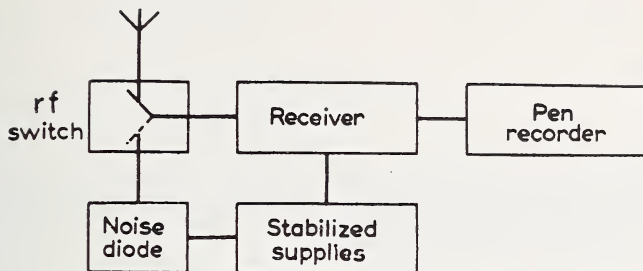 rf
switch
Receiver
Pen
recorder
Noise
diode
Stabilized
supplies